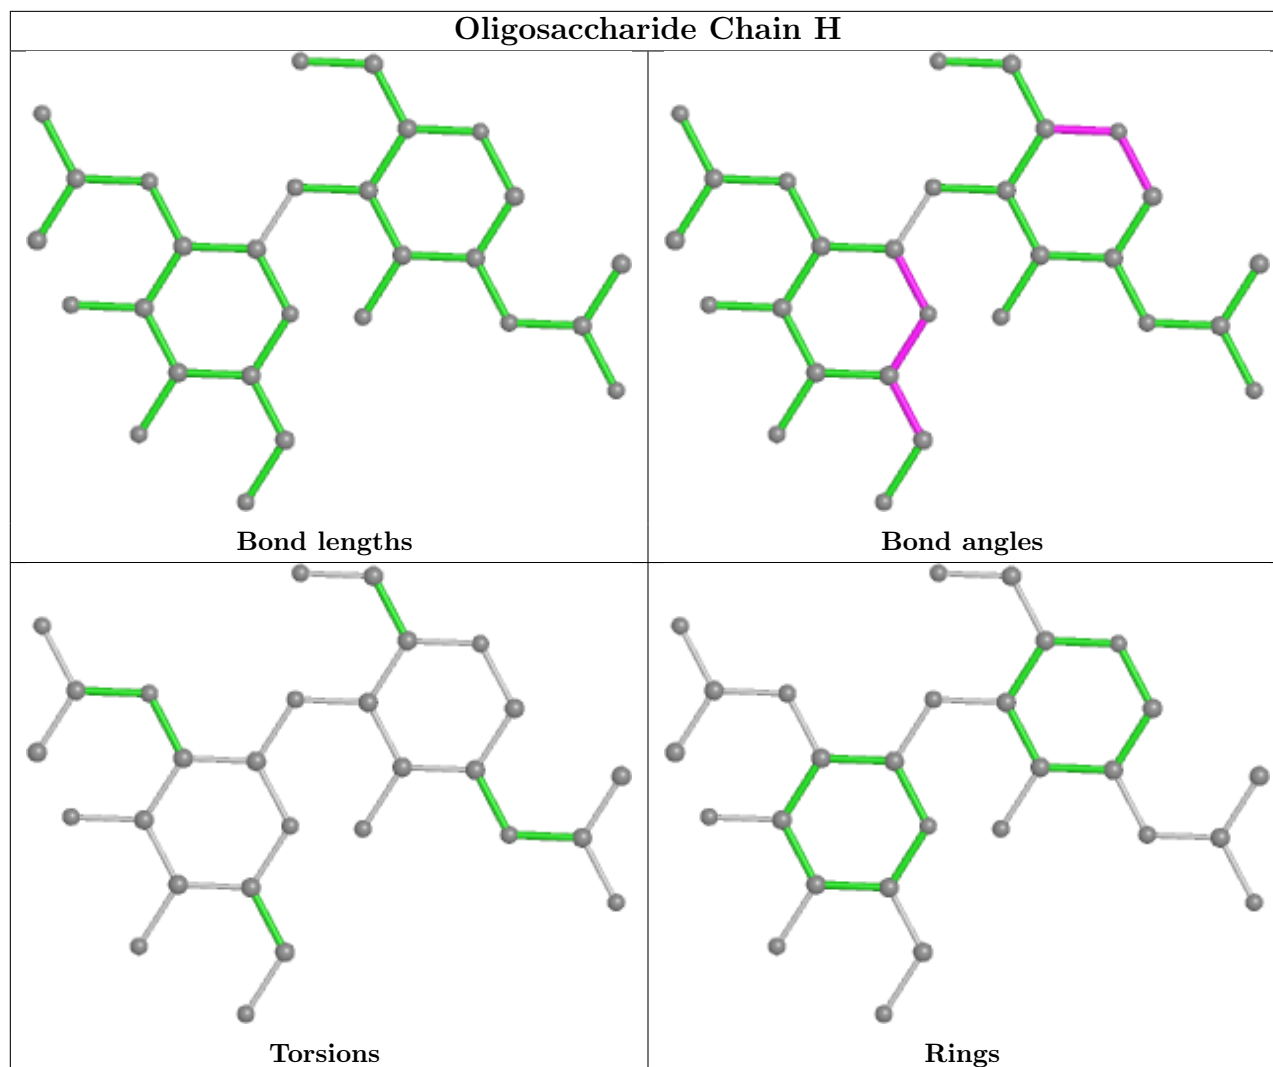 Oligosaccharide Chain H
Bond lengths
Bond angles
Torsions
Rings